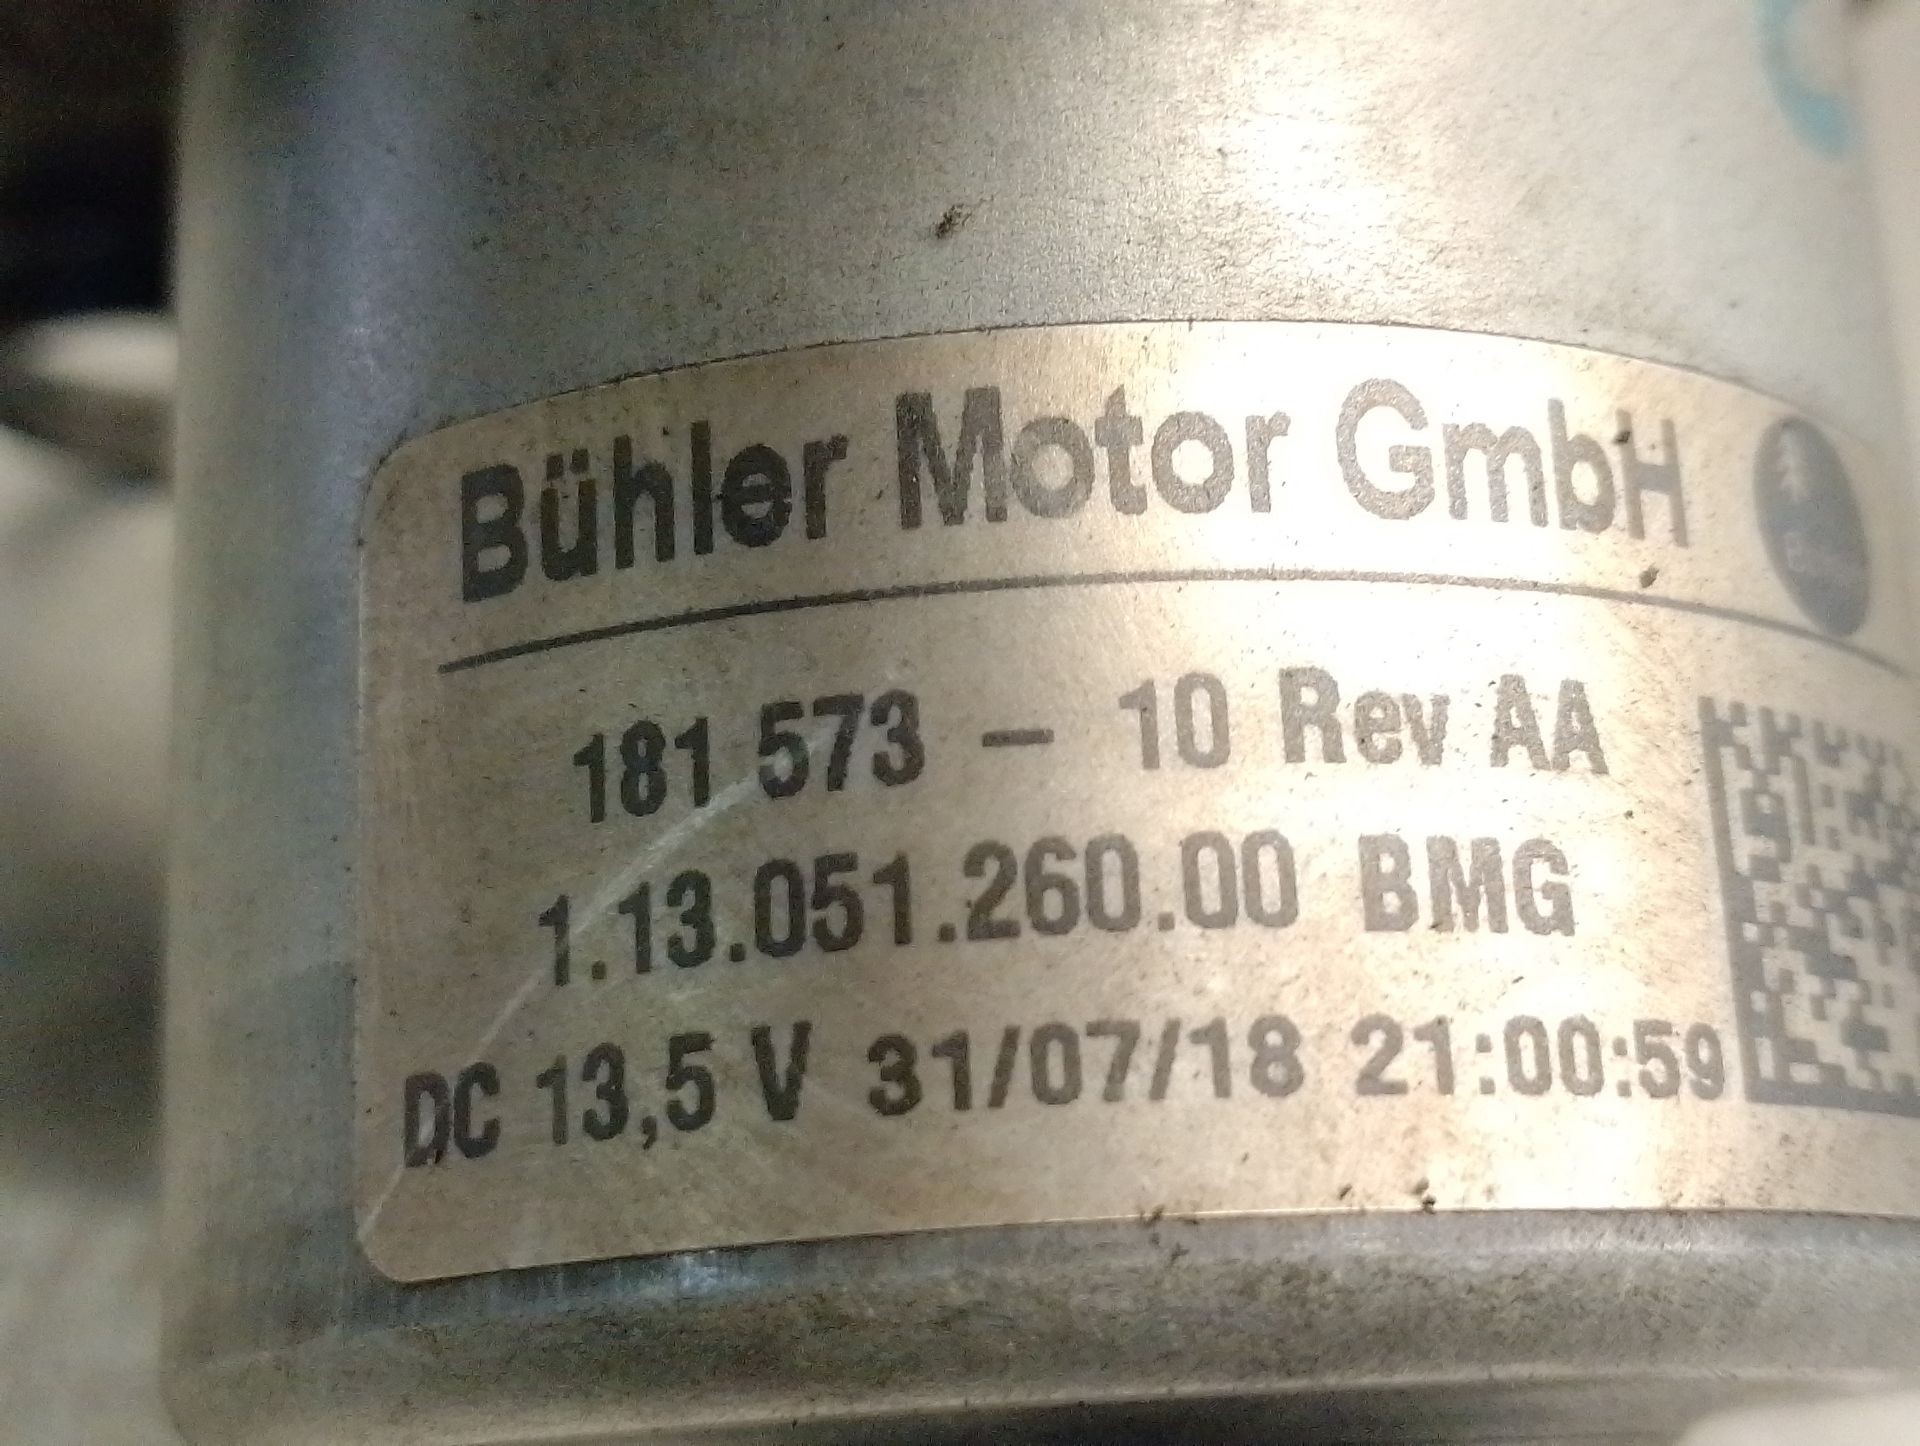 Bühler Motor GmbH
Bühler
181 573 - 10 Rev AA
1.13.051.260.00 BMG
DC 13,5 V 31/07/18 21:00:59